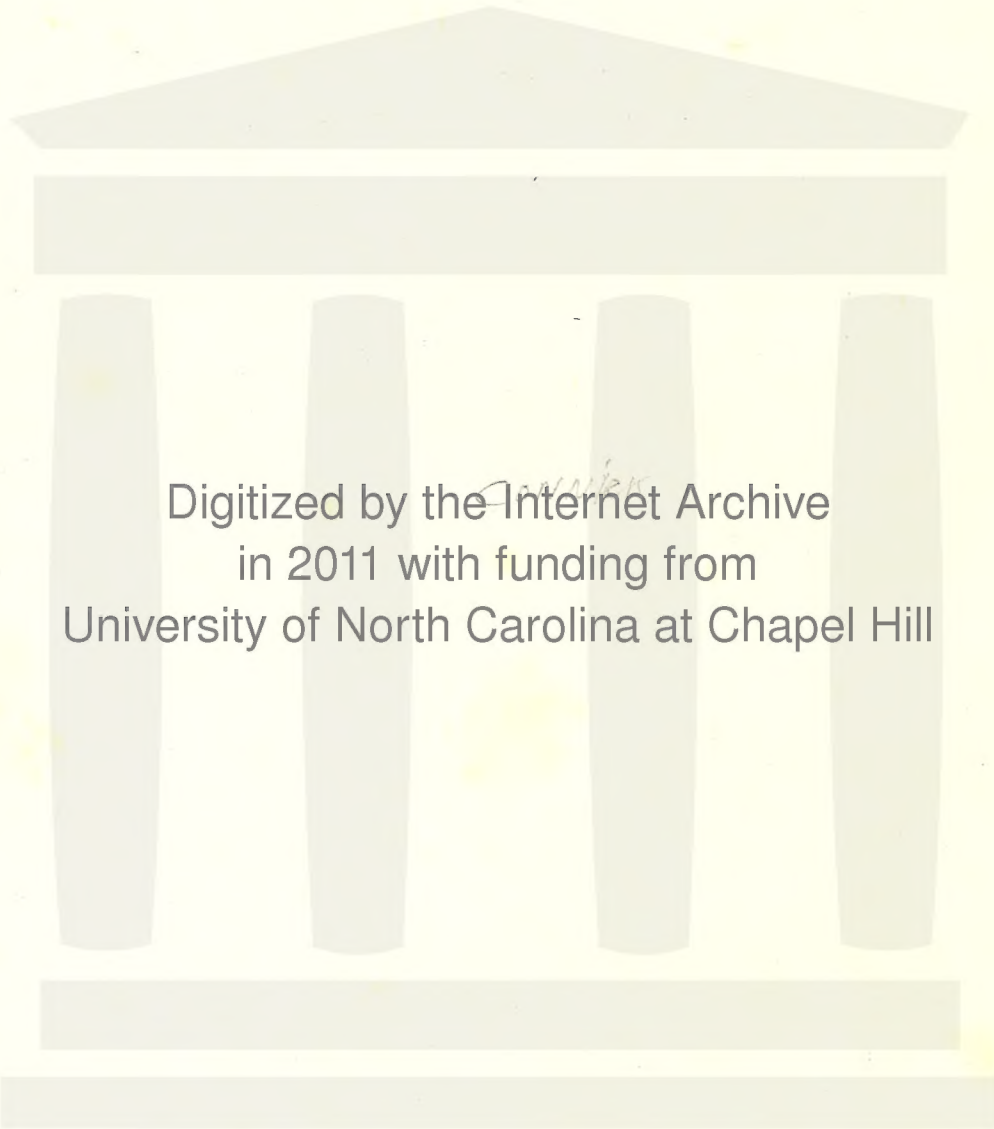 Digitized by the Internet Archive
in 2011 with funding from
University of North Carolina at Chapel Hill